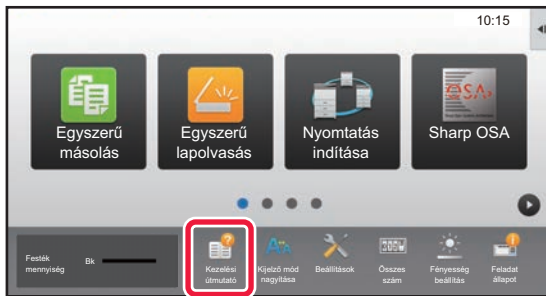 10:15
Egyszerű
másolás
Egyszerű
lapolvasás
Nyomtatás
indítása
Sharp OSA
OSA
Festék
mennyiség
Bk
Kezelési
útmutató
Kijelző mód
nagyítása
Beállítások
Összes
szám
Fényesség
beállítás
Feladat
állapot